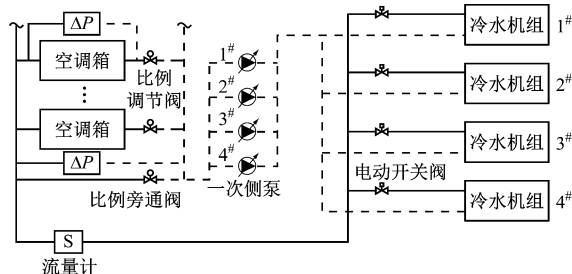 ΔP
空调箱
比例
调节阀
空调箱
ΔP
比例旁通阀
1#
2#
3#
4#
一次侧泵
冷水机组 1#
冷水机组 2#
冷水机组 3#
电动开关阀
冷水机组 4#
S
流量计